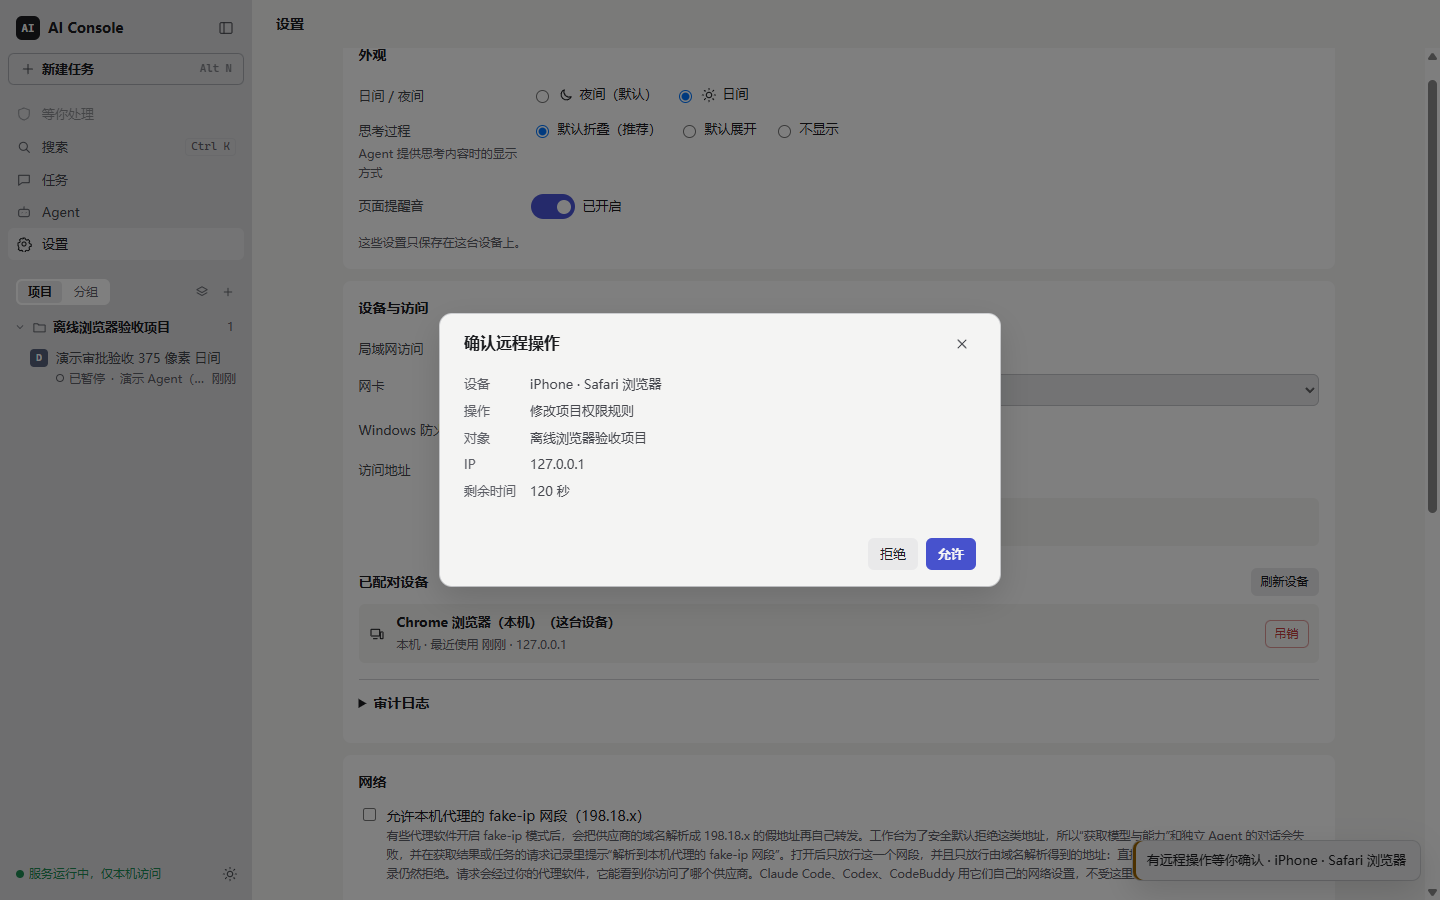 AI AI Console
新建任务 Alt N
等你处理
搜索 Ctrl K
任务
Agent
设置
项目 分组
离线浏览器验收项目 1
D 演示审批验收 375 像素 日间
已暂停 · 演示 Agent（... 刚刚
服务运行中，仅本机访问
设置
外观
日间 / 夜间 夜间（默认） 日间
思考过程 默认折叠（推荐） 默认展开 不显示
Agent 提供思考内容时的显示
方式
页面提醒音 已开启
这些设置只保存在这台设备上。
设备与访问
局域网访问
网卡
Windows 防
访问地址
确认远程操作
设备 iPhone · Safari 浏览器
操作 修改项目权限规则
对象 离线浏览器验收项目
IP 127.0.0.1
剩余时间 120 秒
拒绝 允许
已配对设备 刷新设备
Chrome 浏览器（本机）（这台设备）
本机 · 最近使用 刚刚 · 127.0.0.1
吊销
审计日志
网络
允许本机代理的 fake-ip 网段（198.18.x）
有些代理软件开启 fake-ip 模式后，会把供应商的域名解析成 198.18.x 的假地址再自己转发。工作台为了安全默认拒绝这类地址，所以“获取模型与能力”和独立 Agent 的对话会失
败，并在获取结果或任务的请求记录里提示“解析到本机代理的 fake-ip 网段”。打开后只放行这一个网段，并且只放行由域名解析得到的地址：直
录仍然拒绝。请求会经过你的代理软件，它能看到你访问了哪个供应商。Claude Code、Codex、CodeBuddy 用它们自己的网络设置，不受这里
有远程操作等你确认 · iPhone · Safari 浏览器